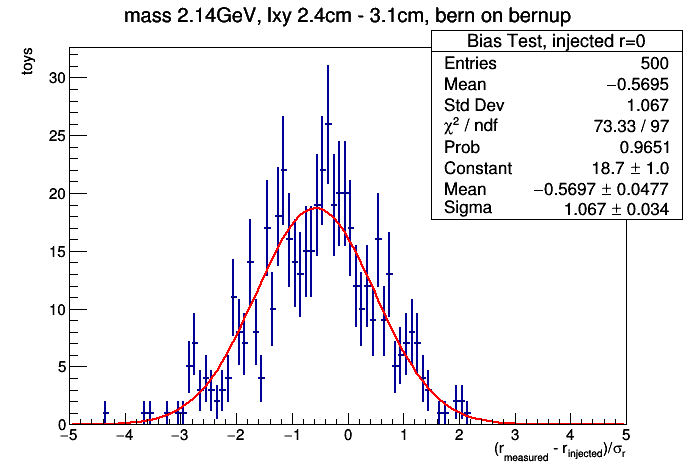 mass 2.14GeV, lxy 2.4cm - 3.1cm, bern on bernup
Bias Test, injected r=0
Entries 500
Mean −0.5695
Std Dev 1.067
χ² / ndf 73.33 / 97
Prob 0.9651
Constant 18.7 ± 1.0
Mean −0.5697 ± 0.0477
Sigma 1.067 ± 0.034
toys
30
25
20
15
10
5
0
−5 −4 −3 −2 −1 0 1 2 3 4 5
(r_measured - r_injected)/σ_r